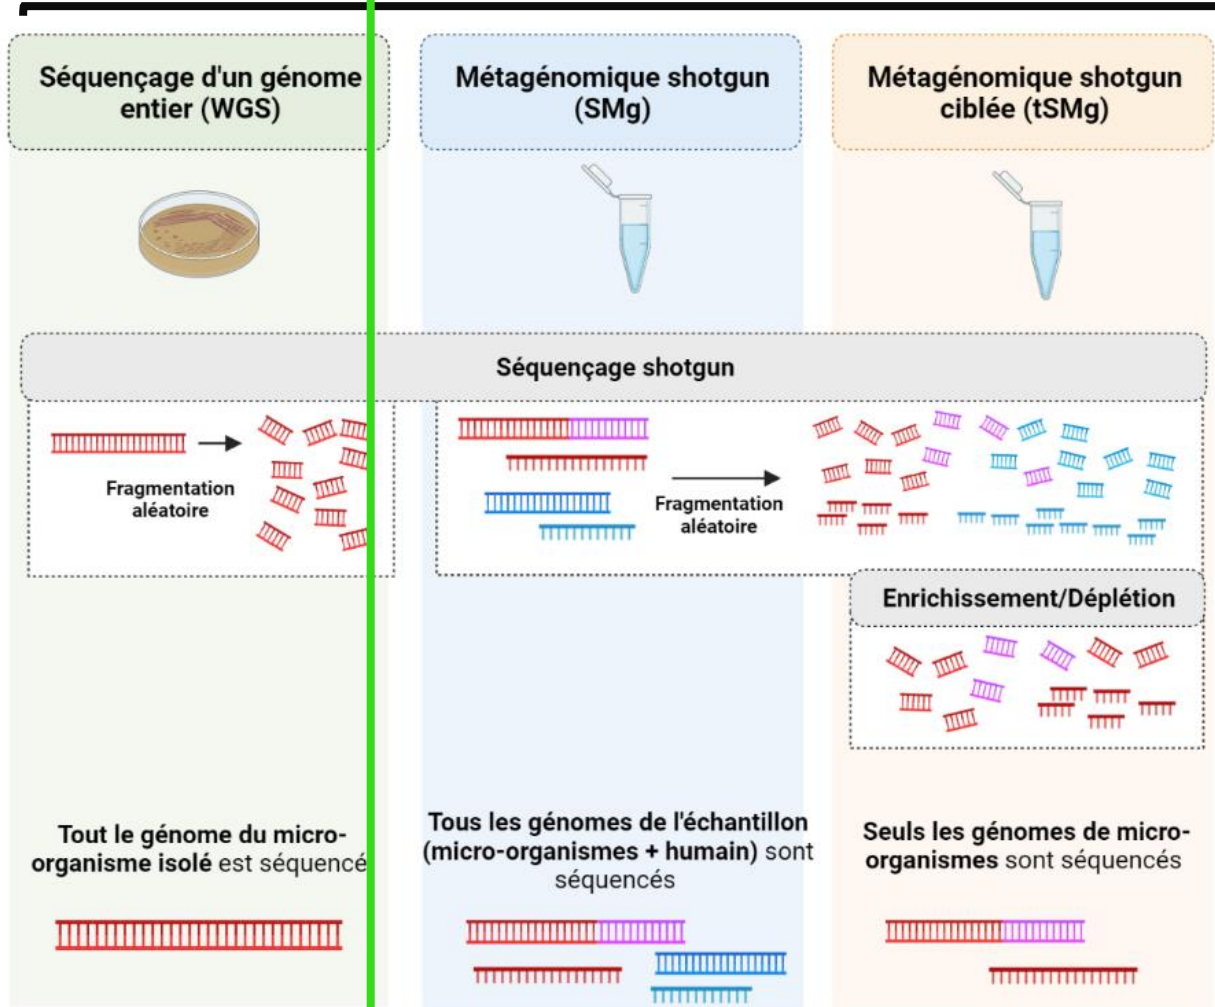 Séquençage d'un génome
entier (WGS)
Métagénomique shotgun
(SMg)
Métagénomique shotgun
ciblée (tSMg)
Séquençage shotgun
Fragmentation
aléatoire
Fragmentation
aléatoire
Enrichissement/Déplétion
Tout le génome du micro-
organisme isolé est séquencé
Tous les génomes de l'échantillon
(micro-organismes + humain) sont
séquencés
Seuls les génomes de micro-
organismes sont séquencés